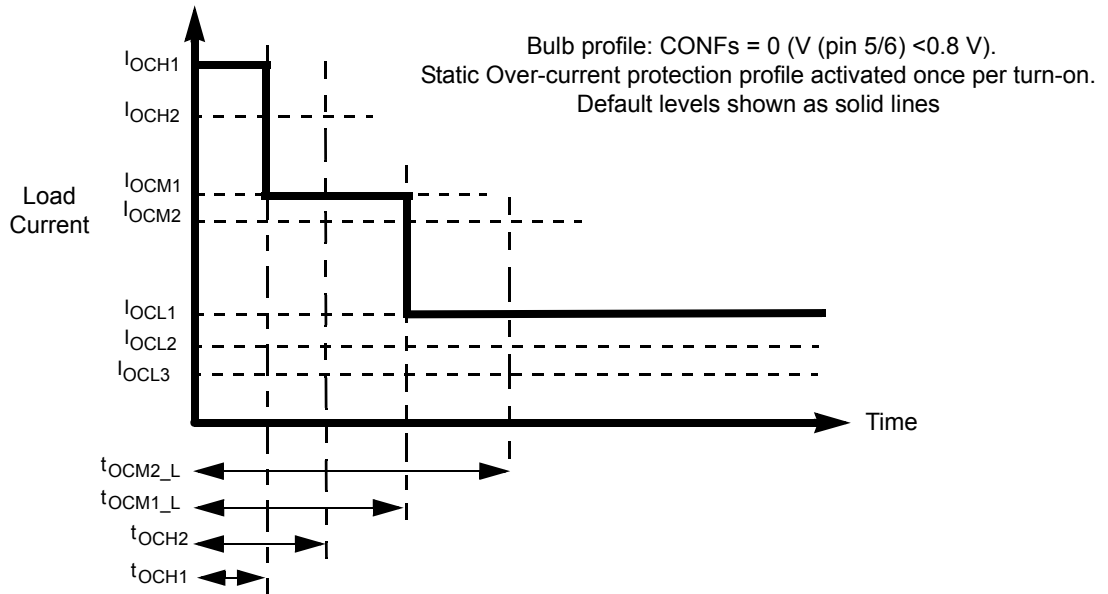 Bulb profile: CONFs = 0 (V (pin 5/6) <0.8 V).
Static Over-current protection profile activated once per turn-on.
Default levels shown as solid lines
IOCH1
IOCH2
IOCM1
Load
Current
IOCM2
IOCL1
IOCL2
IOCL3
Time
tOCM2_L
tOCM1_L
tOCH2
tOCH1